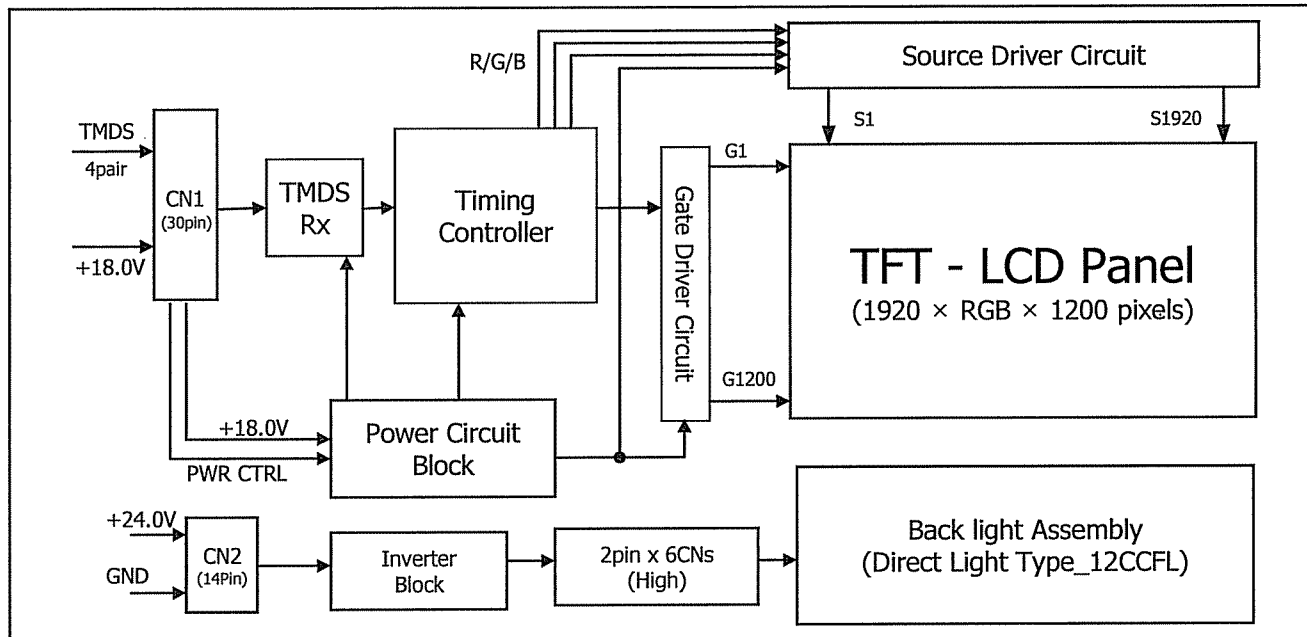 R/G/B
Source Driver Circuit
S1
S1920
TMDS
4pair
CN1
(30pin)
+18.0V
TMDS
Rx
Timing
Controller
G1
Gate Driver Circuit
G1200
TFT - LCD Panel
(1920 × RGB × 1200 pixels)
+18.0V
PWR CTRL
Power Circuit
Block
+24.0V
GND
CN2
(14Pin)
Inverter
Block
2pin x 6CNs
(High)
Back light Assembly
(Direct Light Type_12CCFL)